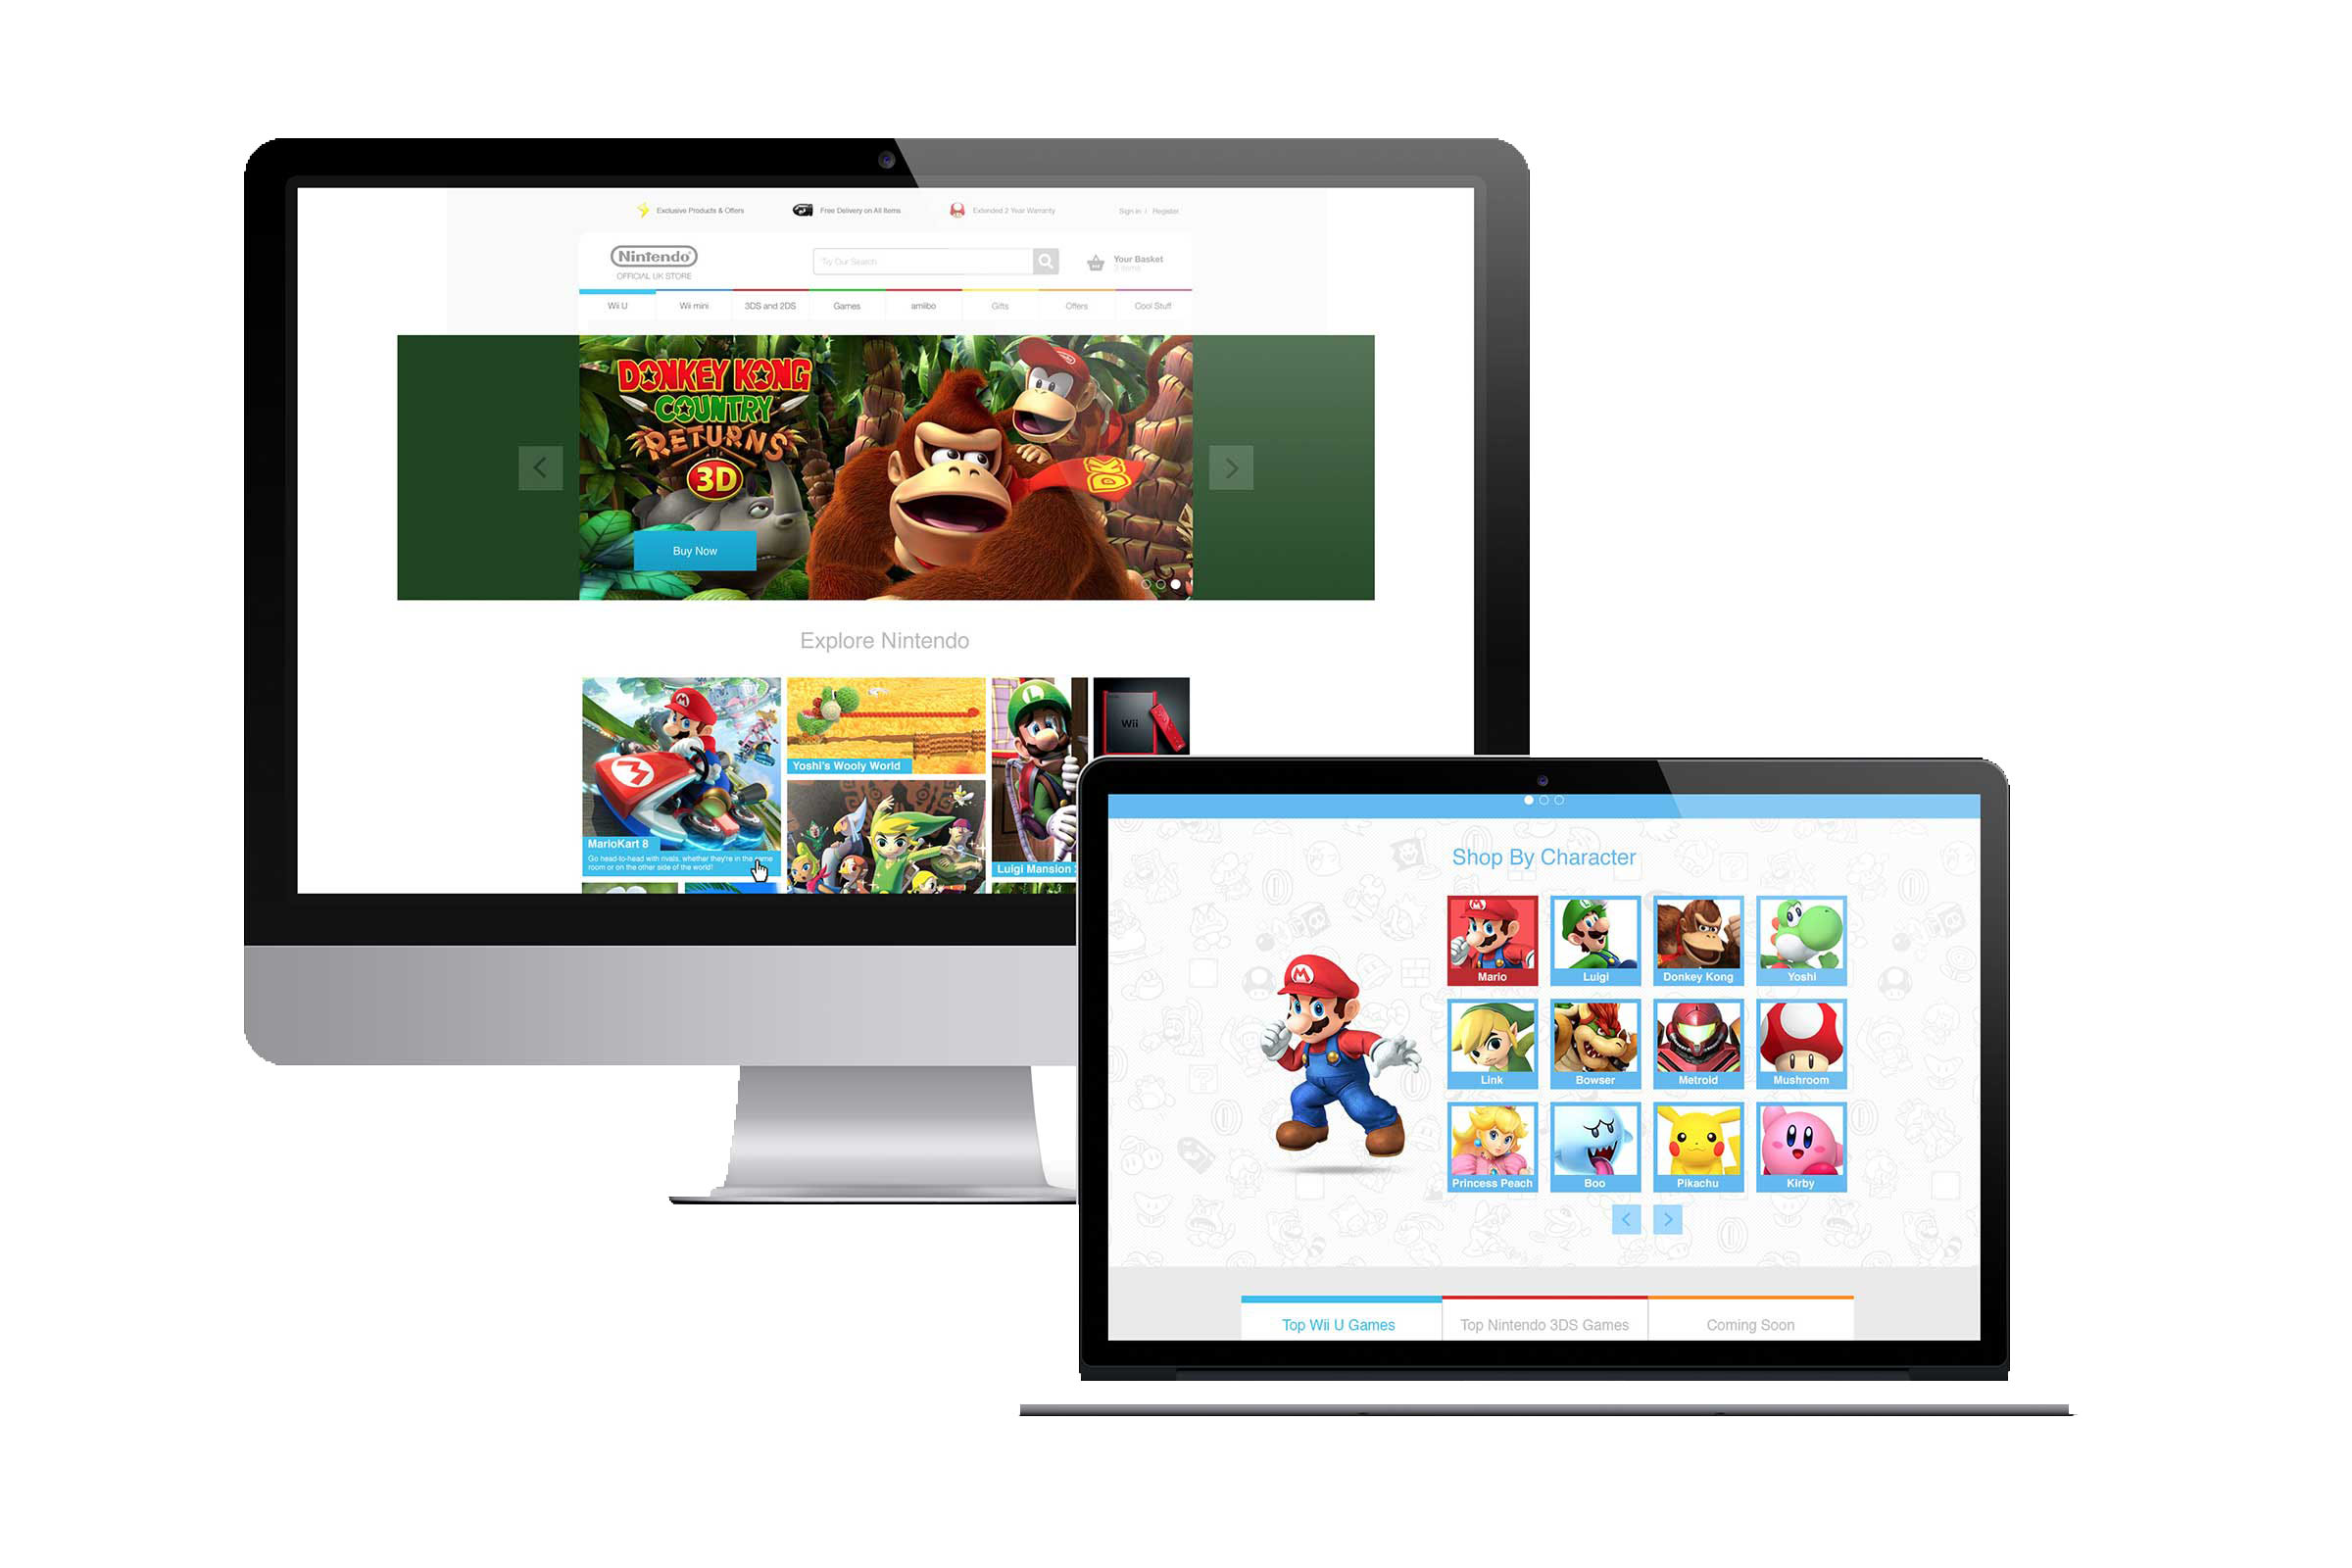 Exclusive Products & Offers
Free Delivery on All Items
Extended 2 Year Warranty
Sign in | Register
Nintendo
OFFICIAL UK STORE
Try Our Search
Your Basket
3 items
Wii U
Wii mini
3DS and 2DS
Games
amiibo
Gifts
Offers
Cool Stuff
DONKEY KONG
COUNTRY
RETURNS
3D
DK
Buy Now
Explore Nintendo
M
L
Wii
Yoshi's Wooly World
MarioKart 8
Go head-to-head with rivals, whether they're in the same
room or on the other side of the world!
Luigi Mansion
Shop By Character
Mario
Luigi
Donkey Kong
Yoshi
Link
Bowser
Metroid
Mushroom
Princess Peach
Boo
Pikachu
Kirby
Top Wii U Games
Top Nintendo 3DS Games
Coming Soon